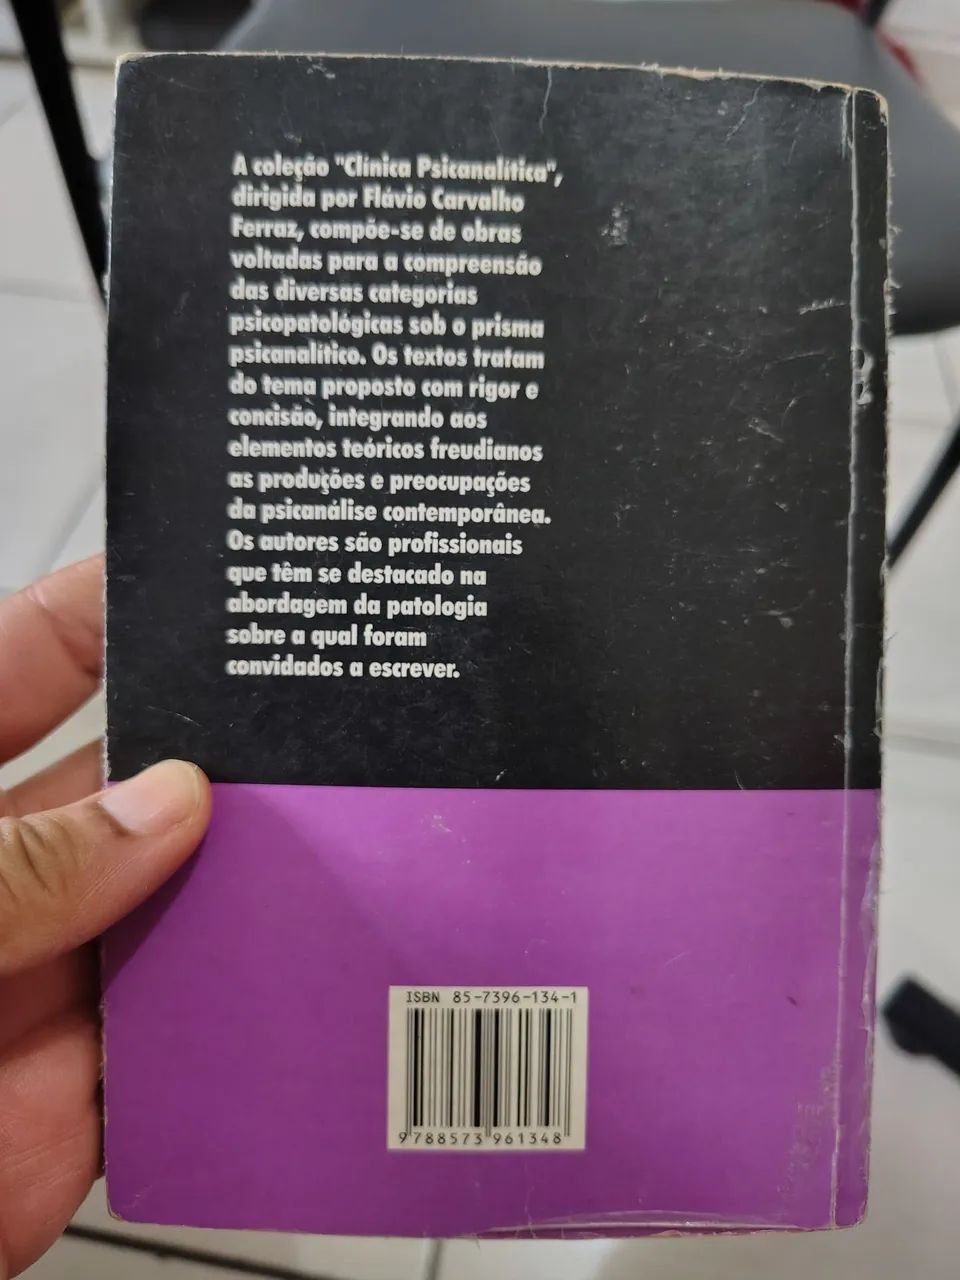 A coleção "Clínica Psicanalítica",
dirigida por Flávio Carvalho
Ferraz, compõe-se de obras
voltadas para a compreensão
das diversas categorias
psicopatológicas sob o prisma
psicanalítico. Os textos tratam
do tema proposto com rigor e
concisão, integrando aos
elementos teóricos freudianos
as produções e preocupações
da psicanálise contemporânea.
Os autores são profissionais
que têm se destacado na
abordagem da patologia
sobre a qual foram
convidados a escrever.
ISBN 85-7396-134-1
9788573961348